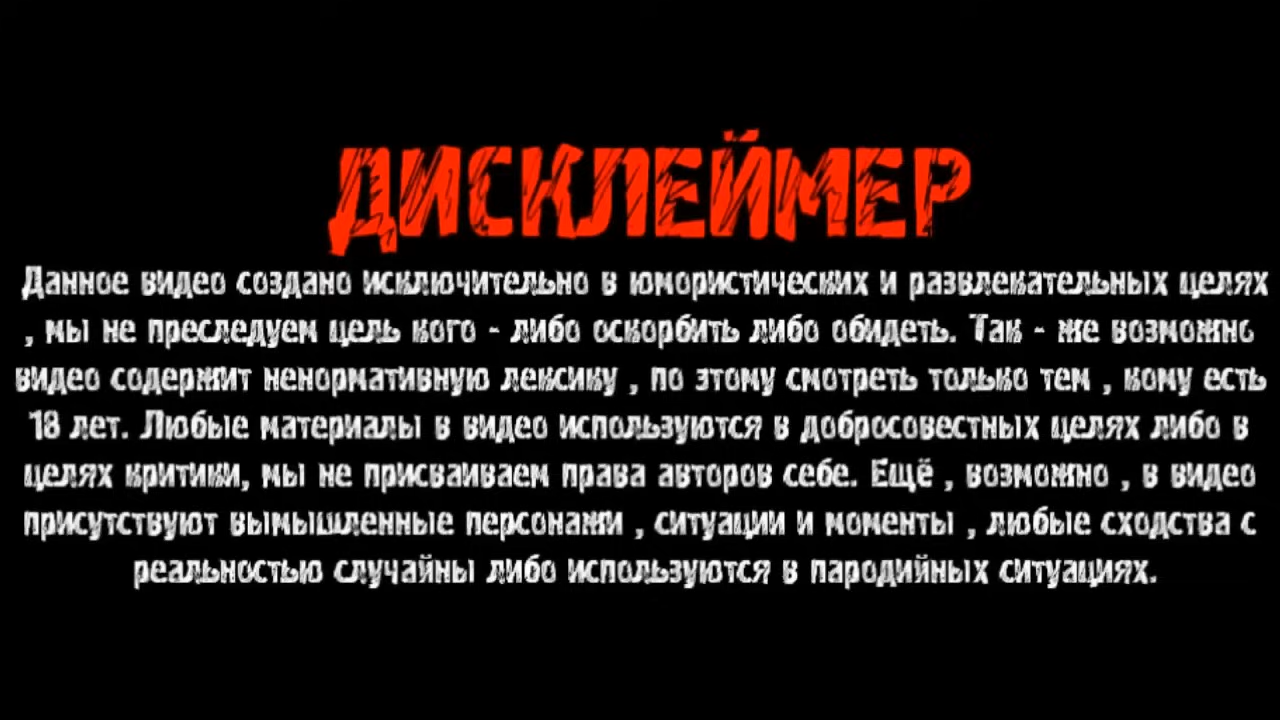 ДИСКЛЕЙМЕР
Данное видео создано исключительно в юмористических и развлекательных целях
, мы не преследуем цель кого - либо оскорбить либо обидеть. Так - же возможно
видео содержит ненормативную лексику , по этому смотреть только тем , кому есть
18 лет. Любые материалы в видео используются в добросовестных целях либо в
целях критики, мы не присваиваем права авторов себе. Ещё , возможно , в видео
присутствуют вымышленные персонажи , ситуации и моменты , любые сходства с
реальностью случайны либо используются в пародийных ситуациях.